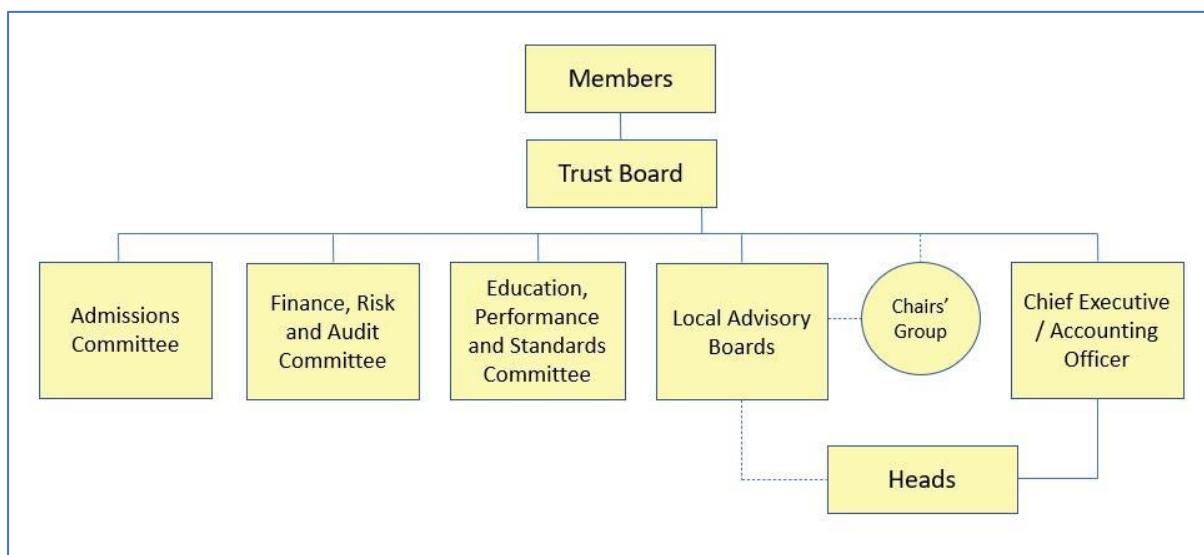 Members
Trust Board
Admissions
Committee
Finance, Risk
and Audit
Committee
Education,
Performance
and Standards
Committee
Local Advisory
Boards
Chairs’
Group
Chief Executive
/ Accounting
Officer
Heads